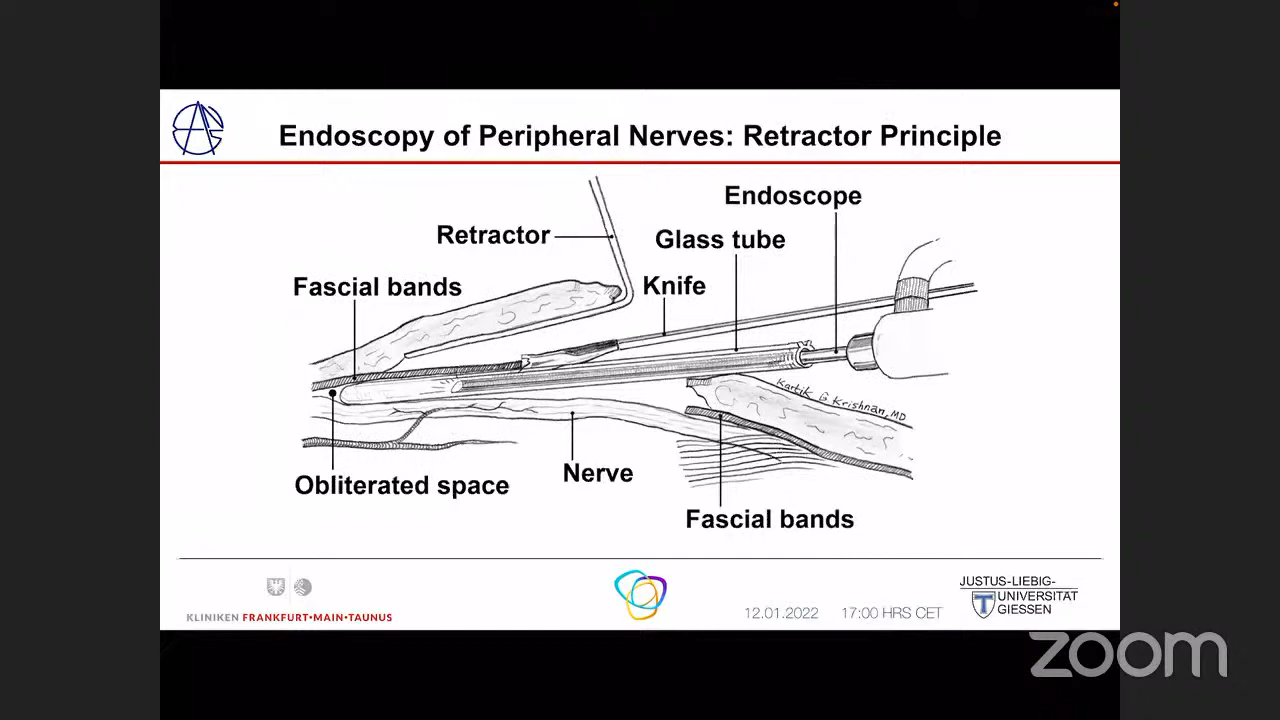 Endoscopy of Peripheral Nerves: Retractor Principle
Endoscope
Retractor
Glass tube
Fascial bands
Knife
Kartik G Krishnan, MD
Obliterated space
Nerve
Fascial bands
KLINIKEN FRANKFURT•MAIN•TAUNUS
12.01.2022 17:00 HRS CET
JUSTUS-LIEBIG-
UNIVERSITÄT
GIESSEN
zoom